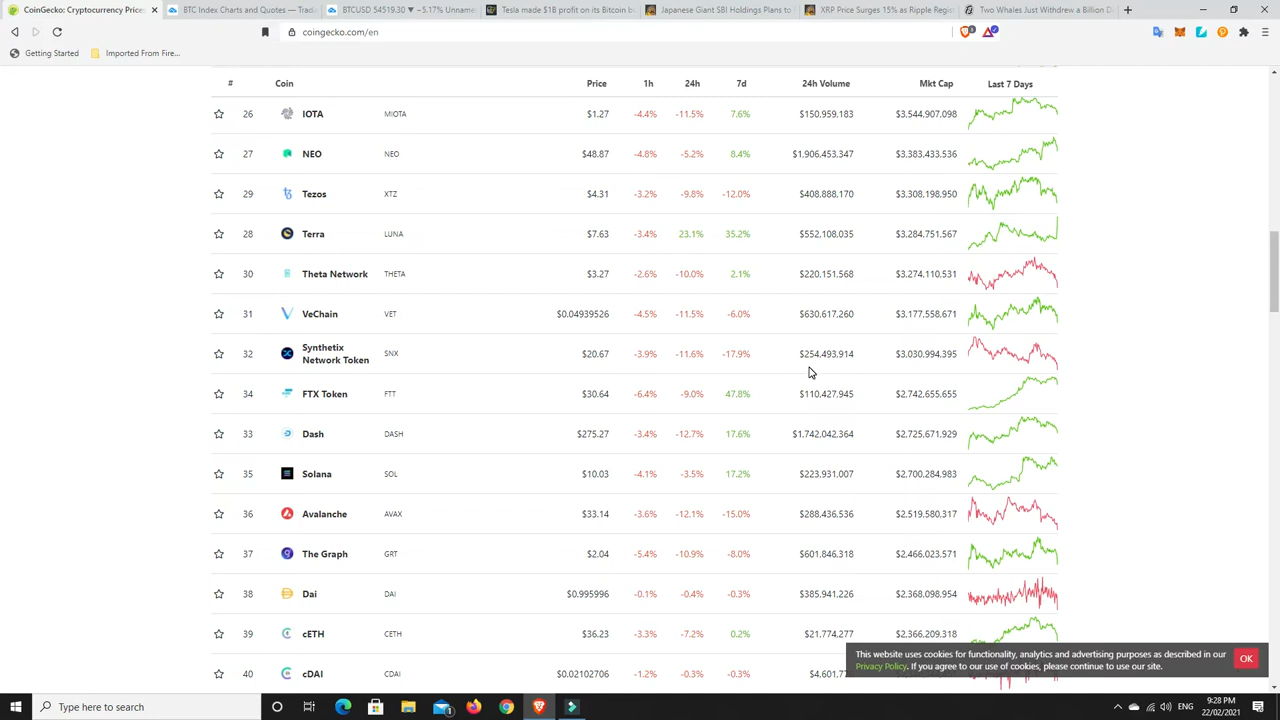 CoinGecko: Cryptocurrency Prices
BTC Index Charts and Quotes — Tradi
BTCUSD 54519.30 ▼ −5.17% Unname
Tesla made $1B profit on its Bitcoin b
Japanese Giant SBI Holdings Plans to
XRP Price Surges 15% as Ripple Regis
Two Whales Just Withdrew a Billion D
coingecko.com/en
Getting Started
Imported From Fire...
# Coin Price 1h 24h 7d 24h Volume Mkt Cap Last 7 Days
26 IOTA MIOTA $1.27 -4.4% -11.5% 7.6% $150,959,183 $3,544,907,098
27 NEO NEO $48.87 -4.8% -5.2% 8.4% $1,906,453,347 $3,383,433,536
29 Tezos XTZ $4.31 -3.2% -9.8% -12.0% $408,888,170 $3,308,198,950
28 Terra LUNA $7.63 -3.4% 23.1% 35.2% $552,108,035 $3,284,751,567
30 Theta Network THETA $3.27 -2.6% -10.0% 2.1% $220,151,568 $3,274,110,531
31 VeChain VET $0.04939526 -4.5% -11.5% -6.0% $630,617,260 $3,177,558,671
32 Synthetix Network Token SNX $20.67 -3.9% -11.6% -17.9% $254,493,914 $3,030,994,395
34 FTX Token FTT $30.64 -6.4% -9.0% 47.8% $110,427,945 $2,742,655,655
33 Dash DASH $275.27 -3.4% -12.7% 17.6% $1,742,042,364 $2,725,671,929
35 Solana SOL $10.03 -4.1% -3.5% 17.2% $223,931,007 $2,700,284,983
36 Avalanche AVAX $33.14 -3.6% -12.1% -15.0% $288,436,536 $2,519,580,317
37 The Graph GRT $2.04 -5.4% -10.9% -8.0% $601,846,318 $2,466,023,571
38 Dai DAI $0.995996 -0.1% -0.4% -0.3% $385,941,226 $2,368,098,954
39 cETH CETH $36.23 -3.3% -7.2% 0.2% $21,774,277 $2,366,209,318
40 cDAI CDAI $0.02102706 -1.2% -0.3% -0.3% $4,601,7
This website uses cookies for functionality, analytics and advertising purposes as described in our
Privacy Policy. If you agree to our use of cookies, please continue to use our site.
OK
Type here to search
ENG
9:28 PM
22/02/2021